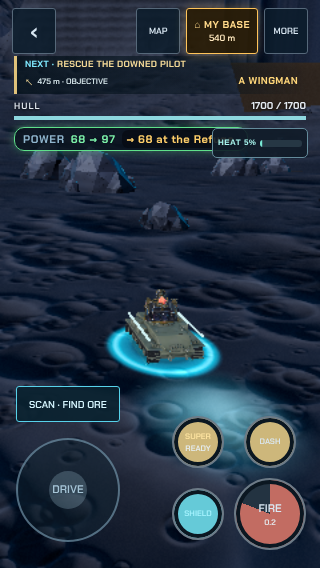 ‹
MAP
⌂ MY BASE
540 m
MORE
NEXT · RESCUE THE DOWNED PILOT
↖ 475 m · OBJECTIVE
A WINGMAN
HULL
1700 / 1700
POWER 68 → 97 → 68 at the Ref
HEAT 5%
SCAN · FIND ORE
SUPER
READY
DASH
DRIVE
SHIELD
FIRE
0.2